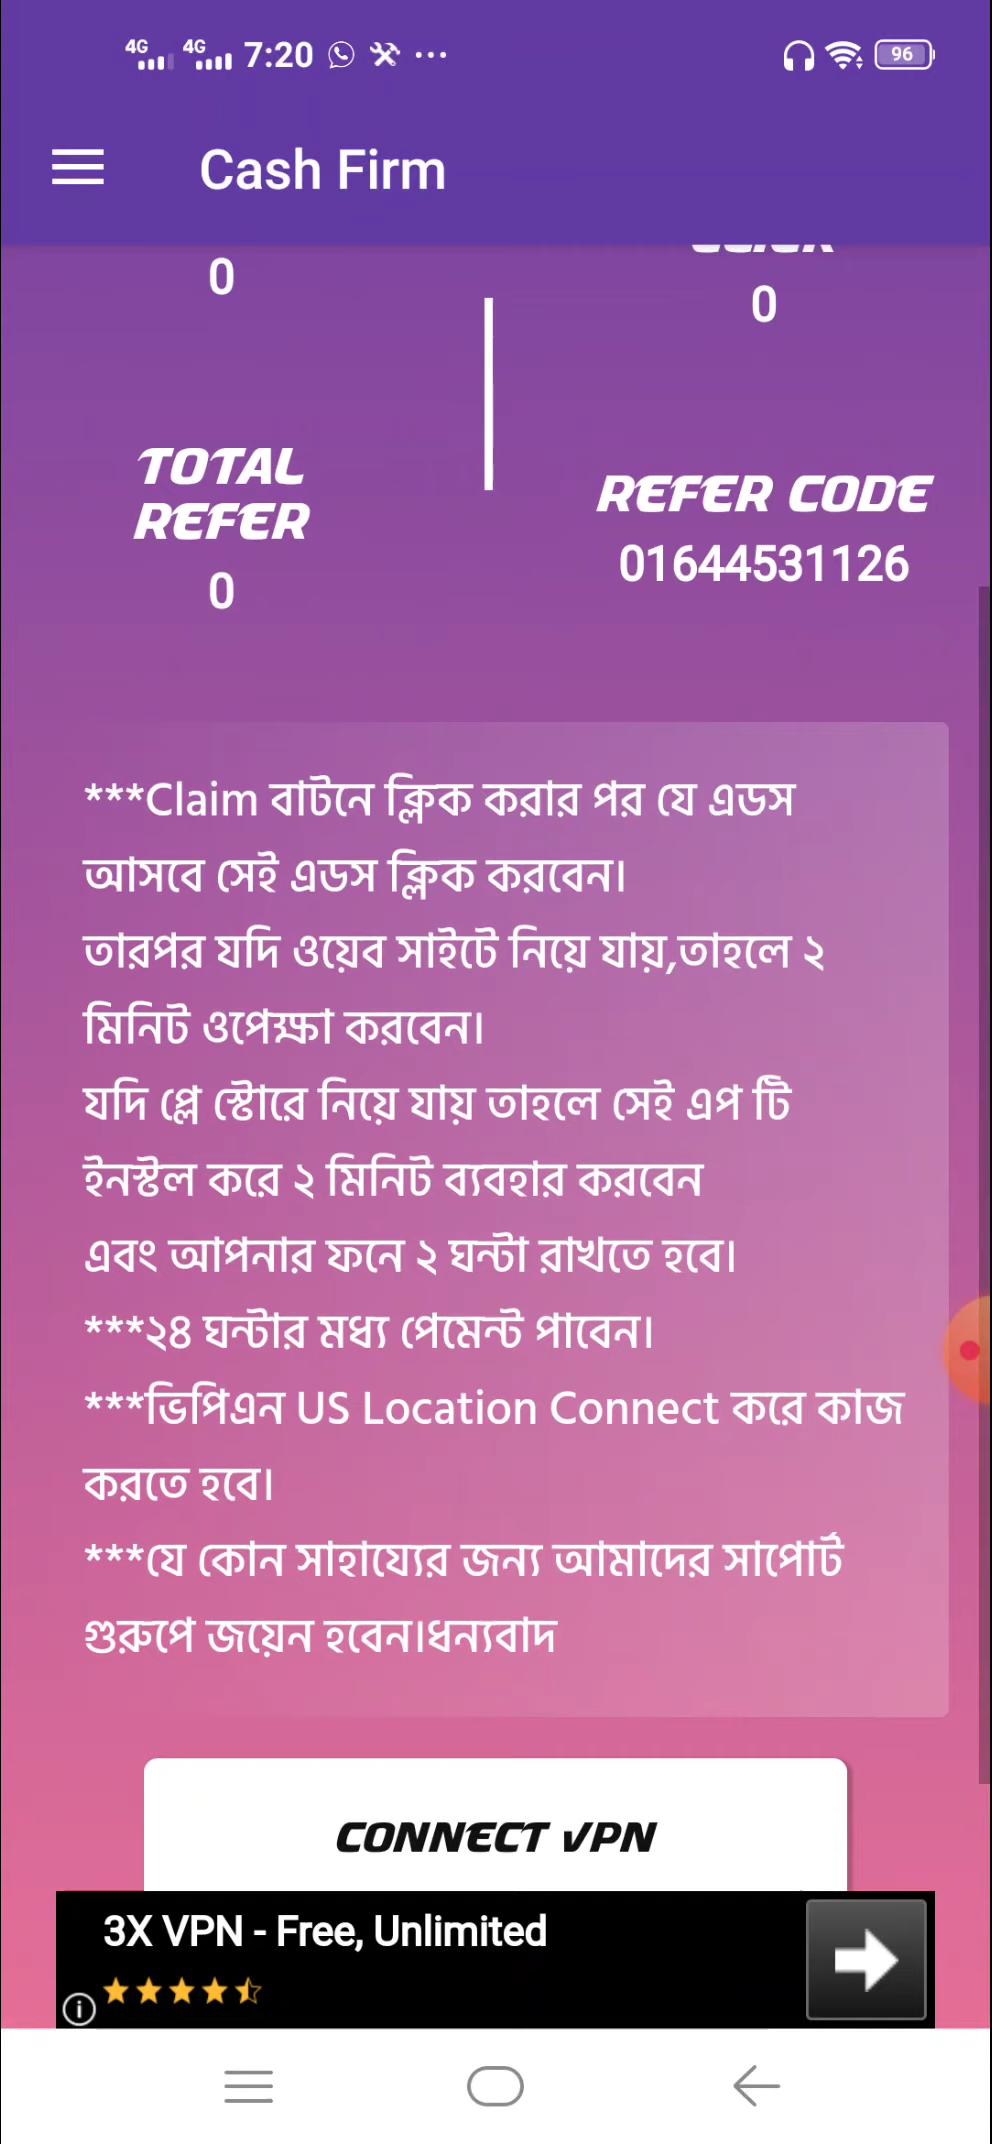 4G 4G 7:20 96
Cash Firm
0
0
TOTAL
REFER
0
REFER CODE
01644531126
***Claim বাটনে ক্লিক করার পর যে এডস
আসবে সেই এডস ক্লিক করবেন।
তারপর যদি ওয়েব সাইটে নিয়ে যায়,তাহলে ২
মিনিট ওপেক্ষা করবেন।
যদি প্লে স্টোরে নিয়ে যায় তাহলে সেই এপ টি
ইনস্টল করে ২ মিনিট ব্যবহার করবেন
এবং আপনার ফনে ২ ঘন্টা রাখতে হবে।
***২৪ ঘন্টার মধ্য পেমেন্ট পাবেন।
***ভিপিএন US Location Connect করে কাজ
করতে হবে।
***যে কোন সাহায্যের জন্য আমাদের সাপোর্ট
গুরুপে জয়েন হবেন।ধন্যবাদ
CONNECT VPN
3X VPN - Free, Unlimited